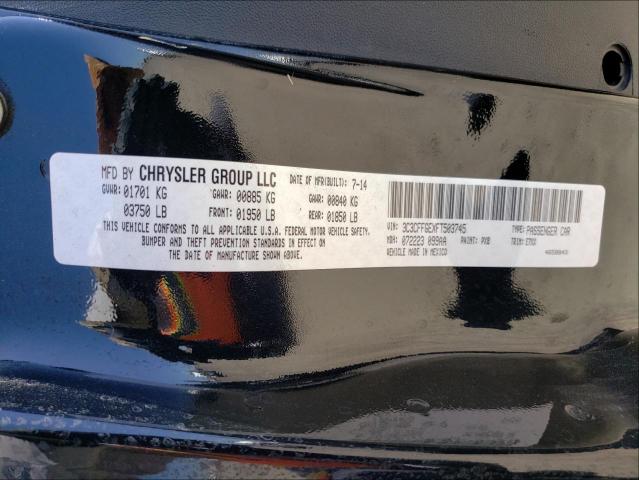 MFD BY CHRYSLER GROUP LLC DATE OF MFR(BUILT): 7-14
GVWR: 01701 KG GAWR: 00885 KG GAWR: 00840 KG
03750 LB FRONT: 01950 LB REAR: 01850 LB
THIS VEHICLE CONFORMS TO ALL APPLICABLE U.S.A. FEDERAL MOTOR VEHICLE SAFETY,
BUMPER AND THEFT PREVENTION STANDARDS IN EFFECT ON
THE DATE OF MANUFACTURE SHOWN ABOVE.
VIN: 3C3CFFGEXFT503745 TYPE: PASSENGER CAR
MDH: 072223 099AA PAINT: PXB TRIM: E7XX
VEHICLE MADE IN MEXICO